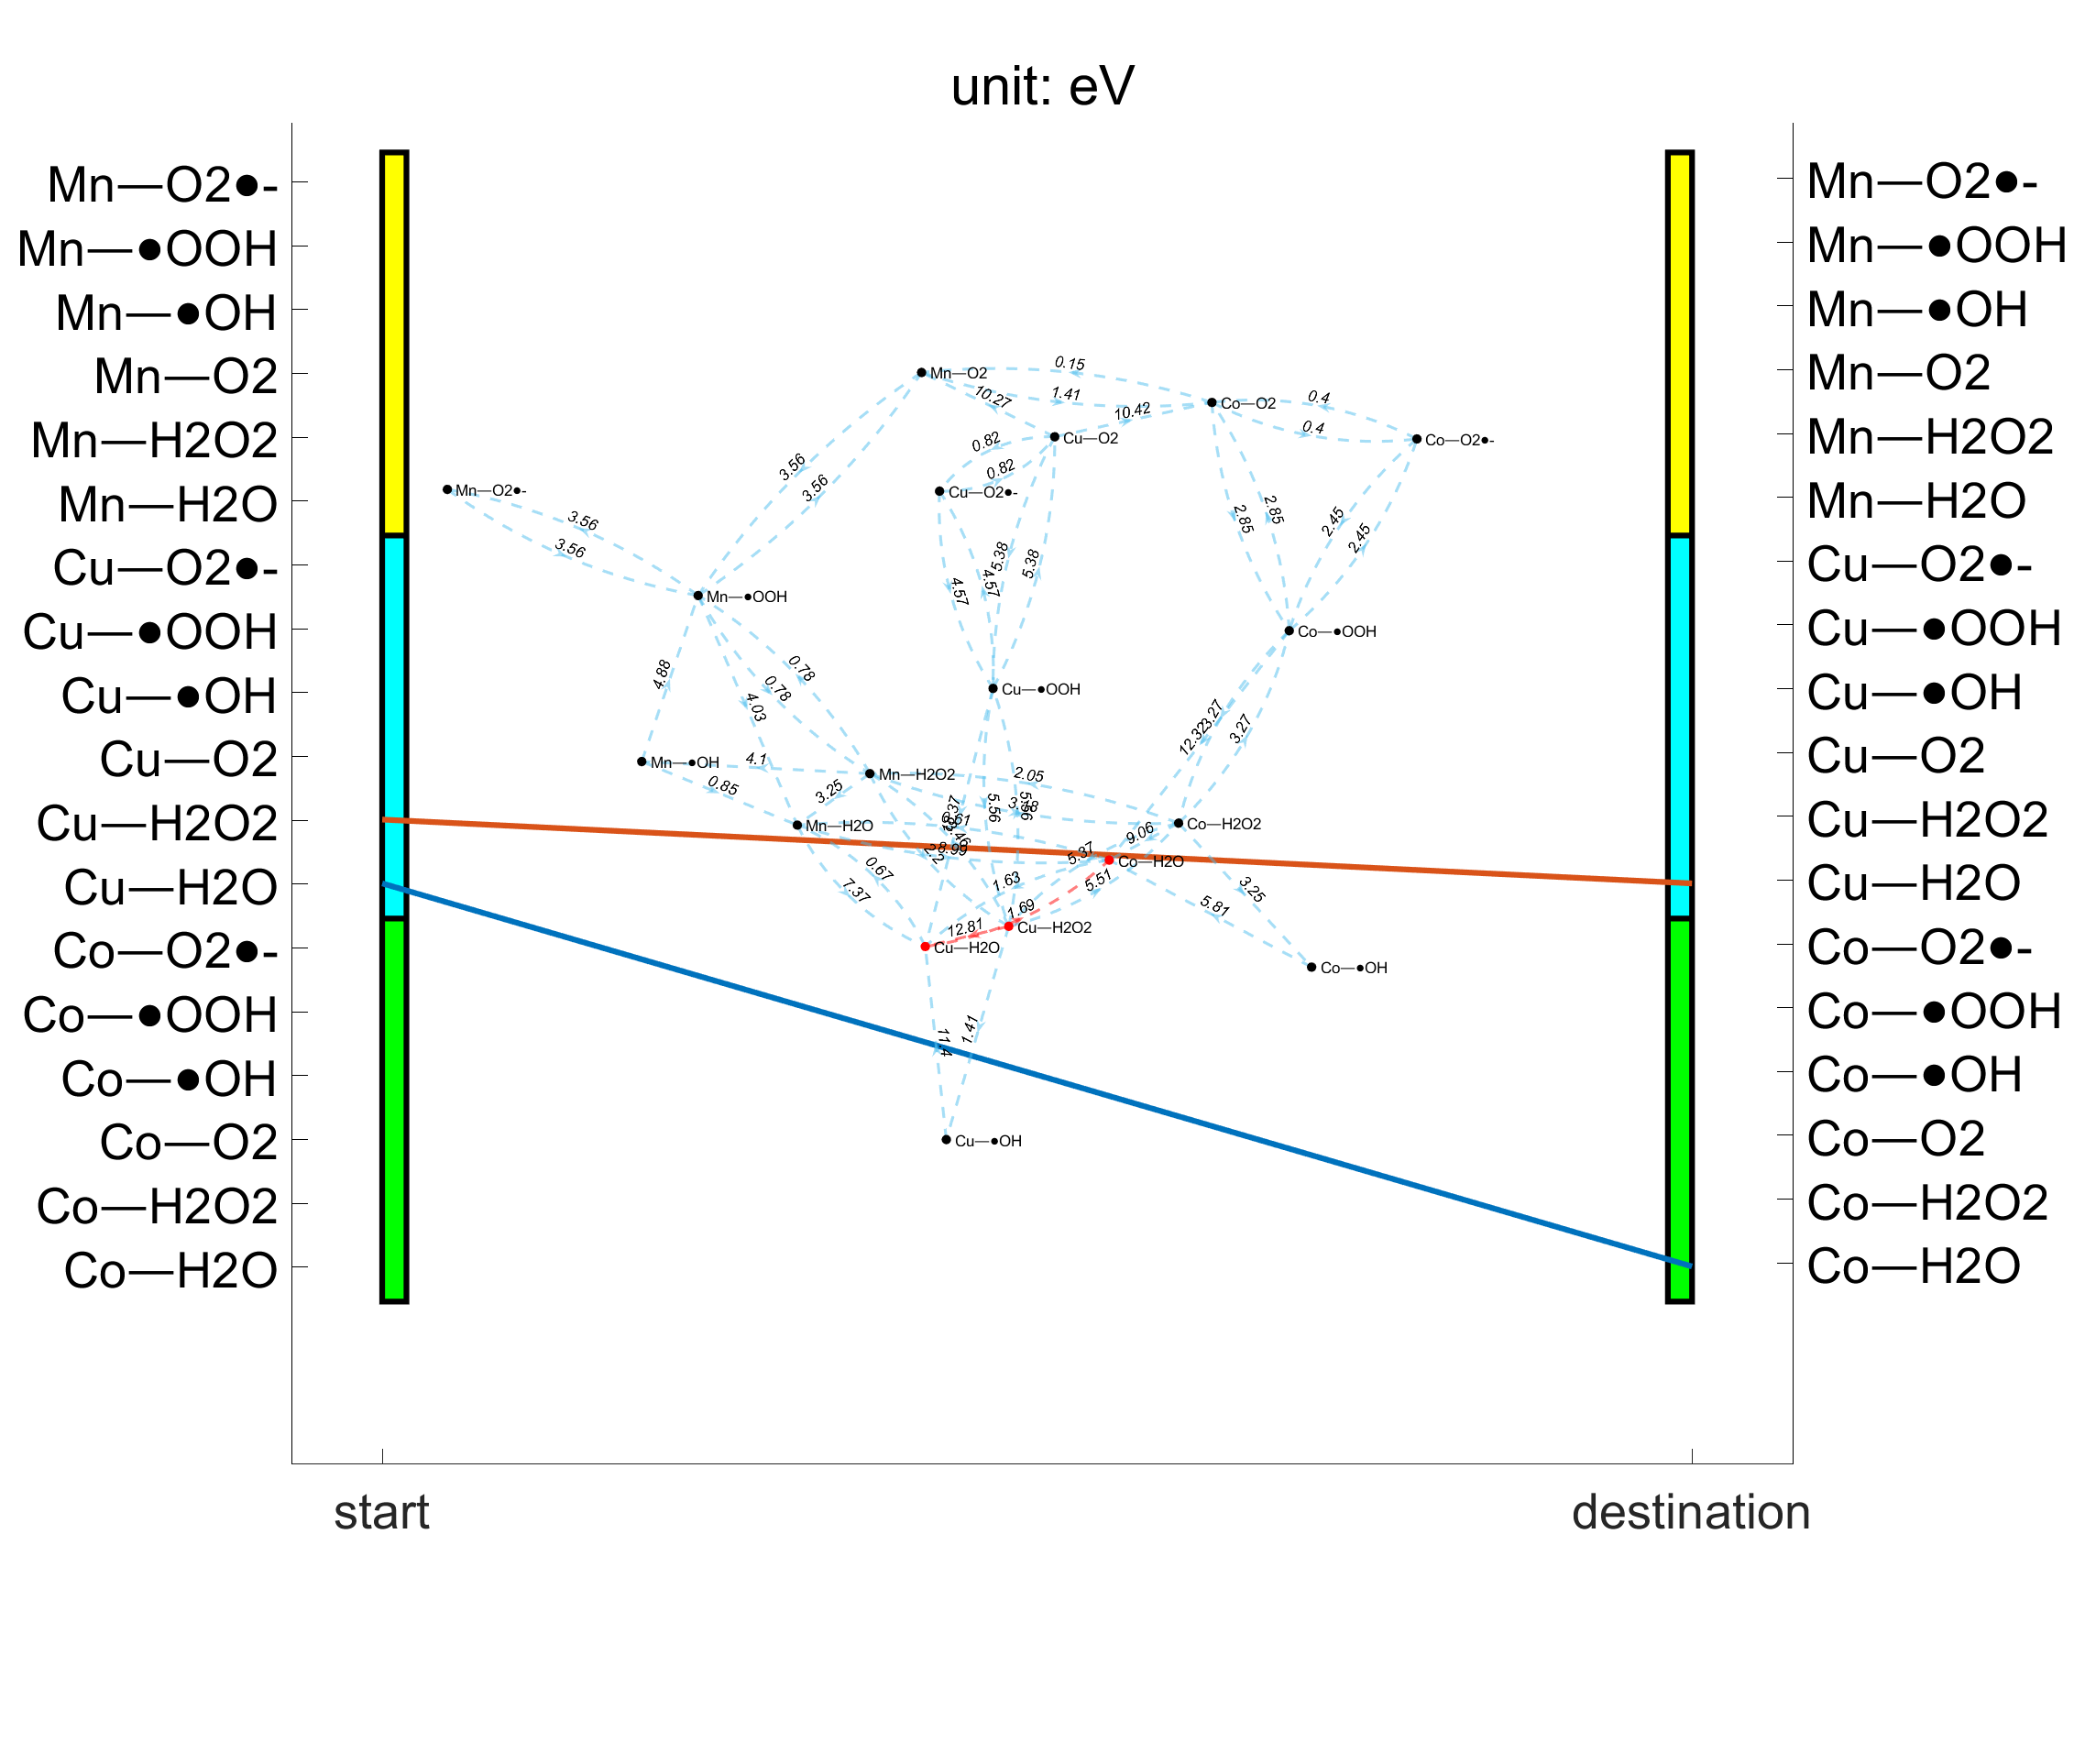 unit: eV
Mn—O2●-
Mn—●OOH
Mn—●OH
Mn—O2
Mn—H2O2
Mn—H2O
Cu—O2●-
Cu—●OOH
Cu—●OH
Cu—O2
Cu—H2O2
Cu—H2O
Co—O2●-
Co—●OOH
Co—●OH
Co—O2
Co—H2O2
Co—H2O
0.15
Mn—O2
10.27
1.41
10.42
Co—O2
0.4
0.4
Cu—O2
Co—O2●-
0.82
0.82
3.56
3.56
Mn—O2●-
Cu—O2●-
3.56
3.56
2.85
2.85
2.45
2.45
5.38
5.38
4.57
4.57
Mn—●OOH
Co—●OOH
4.88
0.78
0.78
4.03
Cu—●OOH
12.32
3.27
3.27
Mn—●OH
4.1
Mn—H2O2
2.05
0.85
3.25
5.56
Mn—H2O
Co—H2O2
9.06
5.37
Co—H2O
0.67
7.37
1.63
5.51
3.25
1.69
5.81
12.81
Cu—H2O2
Cu—H2O
Co—●OH
11.4
1.41
Cu—●OH
Mn—O2●-
Mn—●OOH
Mn—●OH
Mn—O2
Mn—H2O2
Mn—H2O
Cu—O2●-
Cu—●OOH
Cu—●OH
Cu—O2
Cu—H2O2
Cu—H2O
Co—O2●-
Co—●OOH
Co—●OH
Co—O2
Co—H2O2
Co—H2O
start
destination